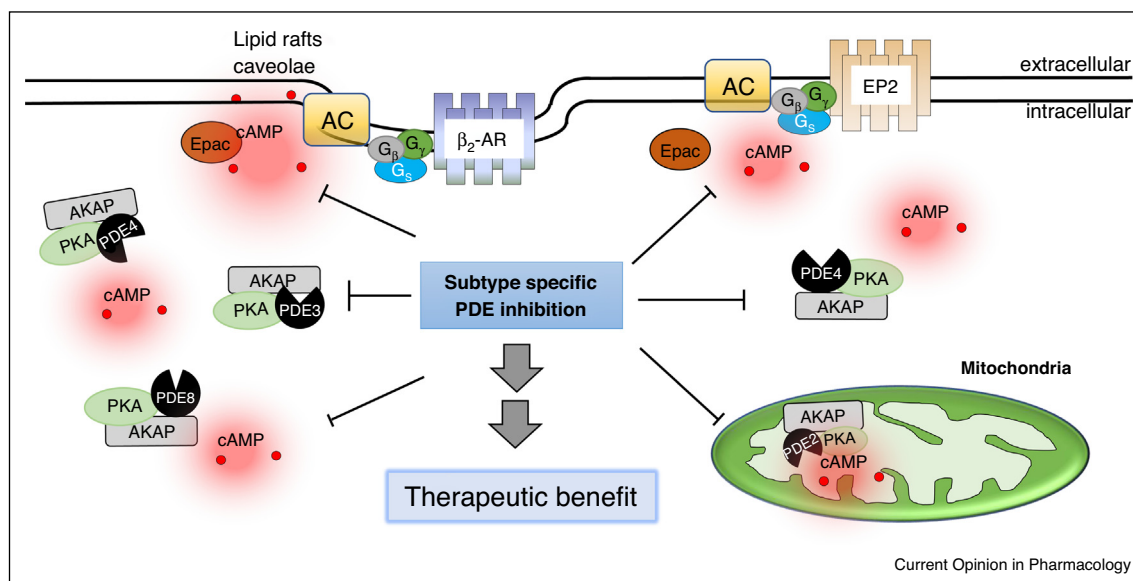 Lipid rafts
caveolae
extracellular
intracellular
AC
cAMP
Epac
Gβ
Gγ
GS
β2-AR
AC
Gβ
Gγ
GS
EP2
Epac
cAMP
AKAP
PKA
PDE4
cAMP
AKAP
PKA
PDE3
Subtype specific
PDE inhibition
cAMP
PDE4
PKA
AKAP
PKA
PDE8
AKAP
cAMP
Mitochondria
AKAP
PDE2
PKA
cAMP
Therapeutic benefit
Current Opinion in Pharmacology